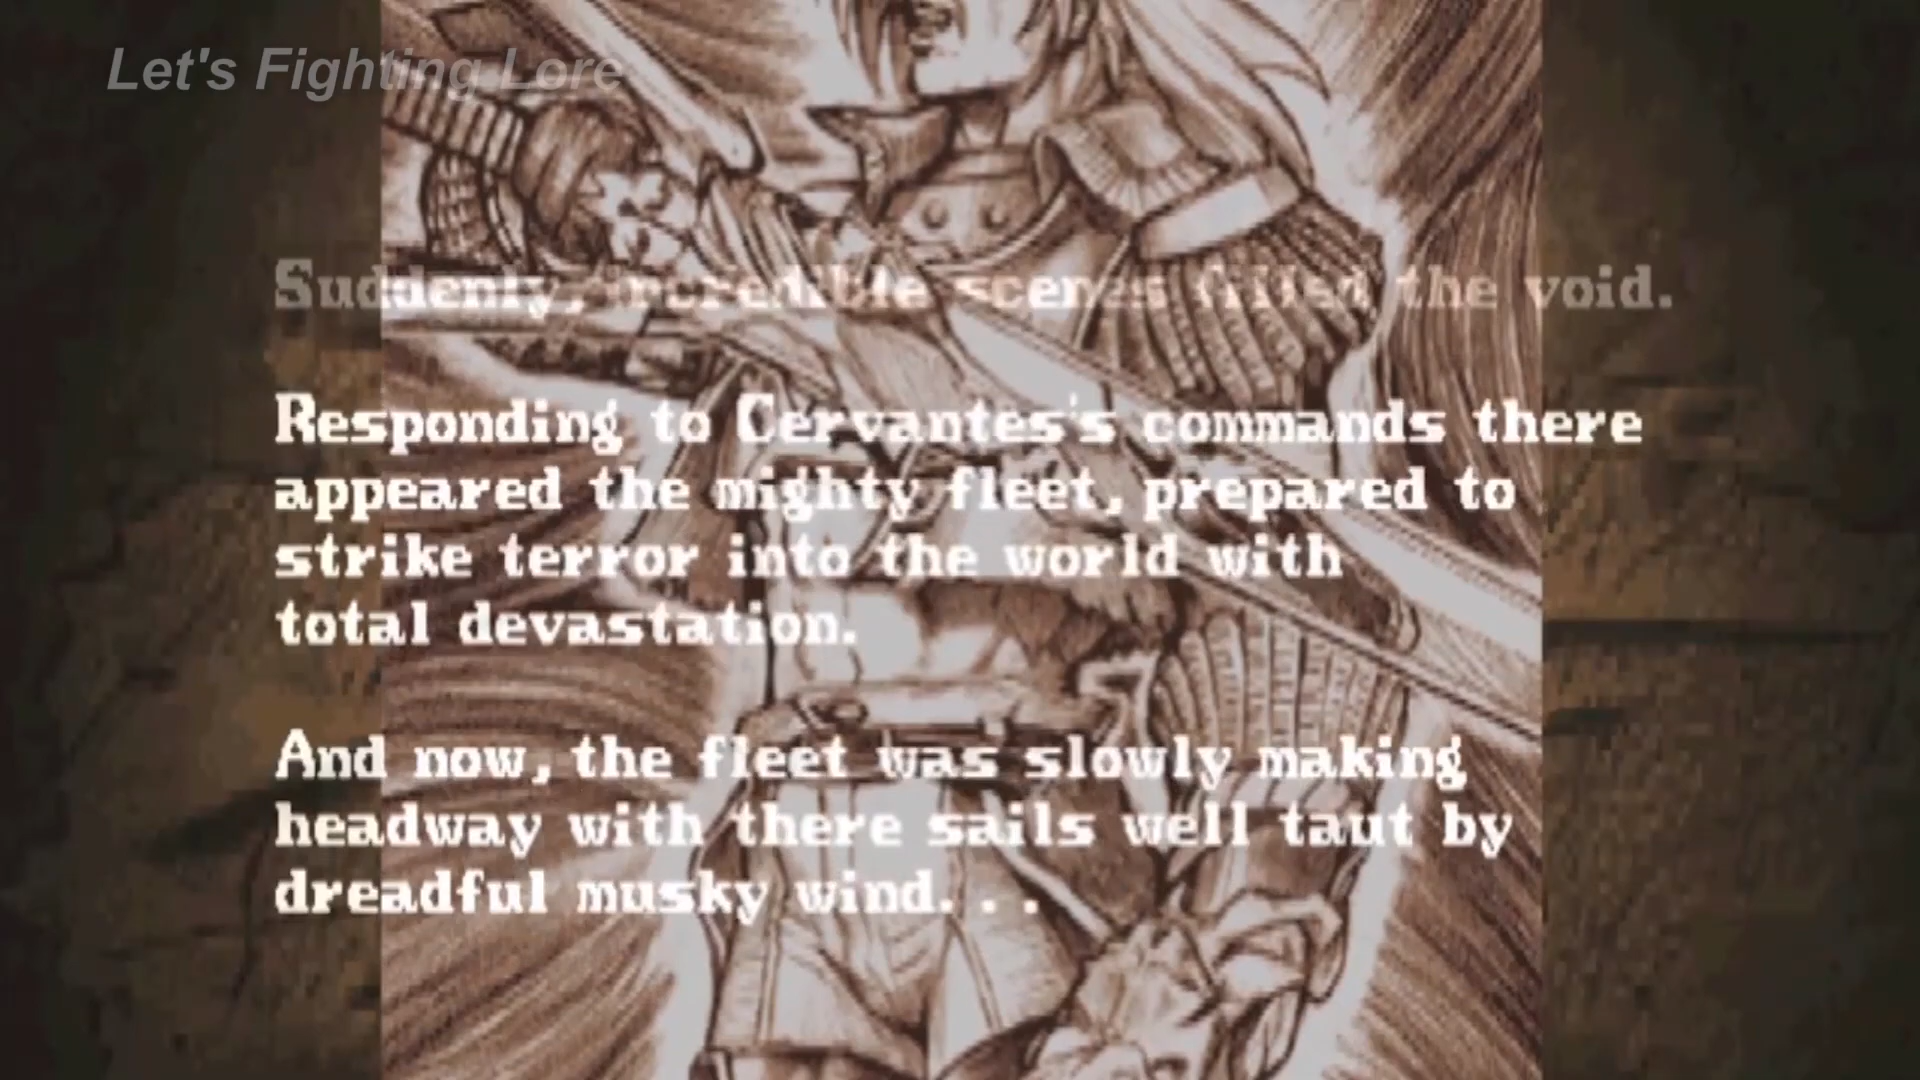 Let's Fighting Lore
Suddenly, incredible scenes filled the void.
Responding to Cervantes's commands there
appeared the mighty fleet, prepared to
strike terror into the world with
total devastation.
And now, the fleet was slowly making
headway with there sails well taut by
dreadful musky wind. . .